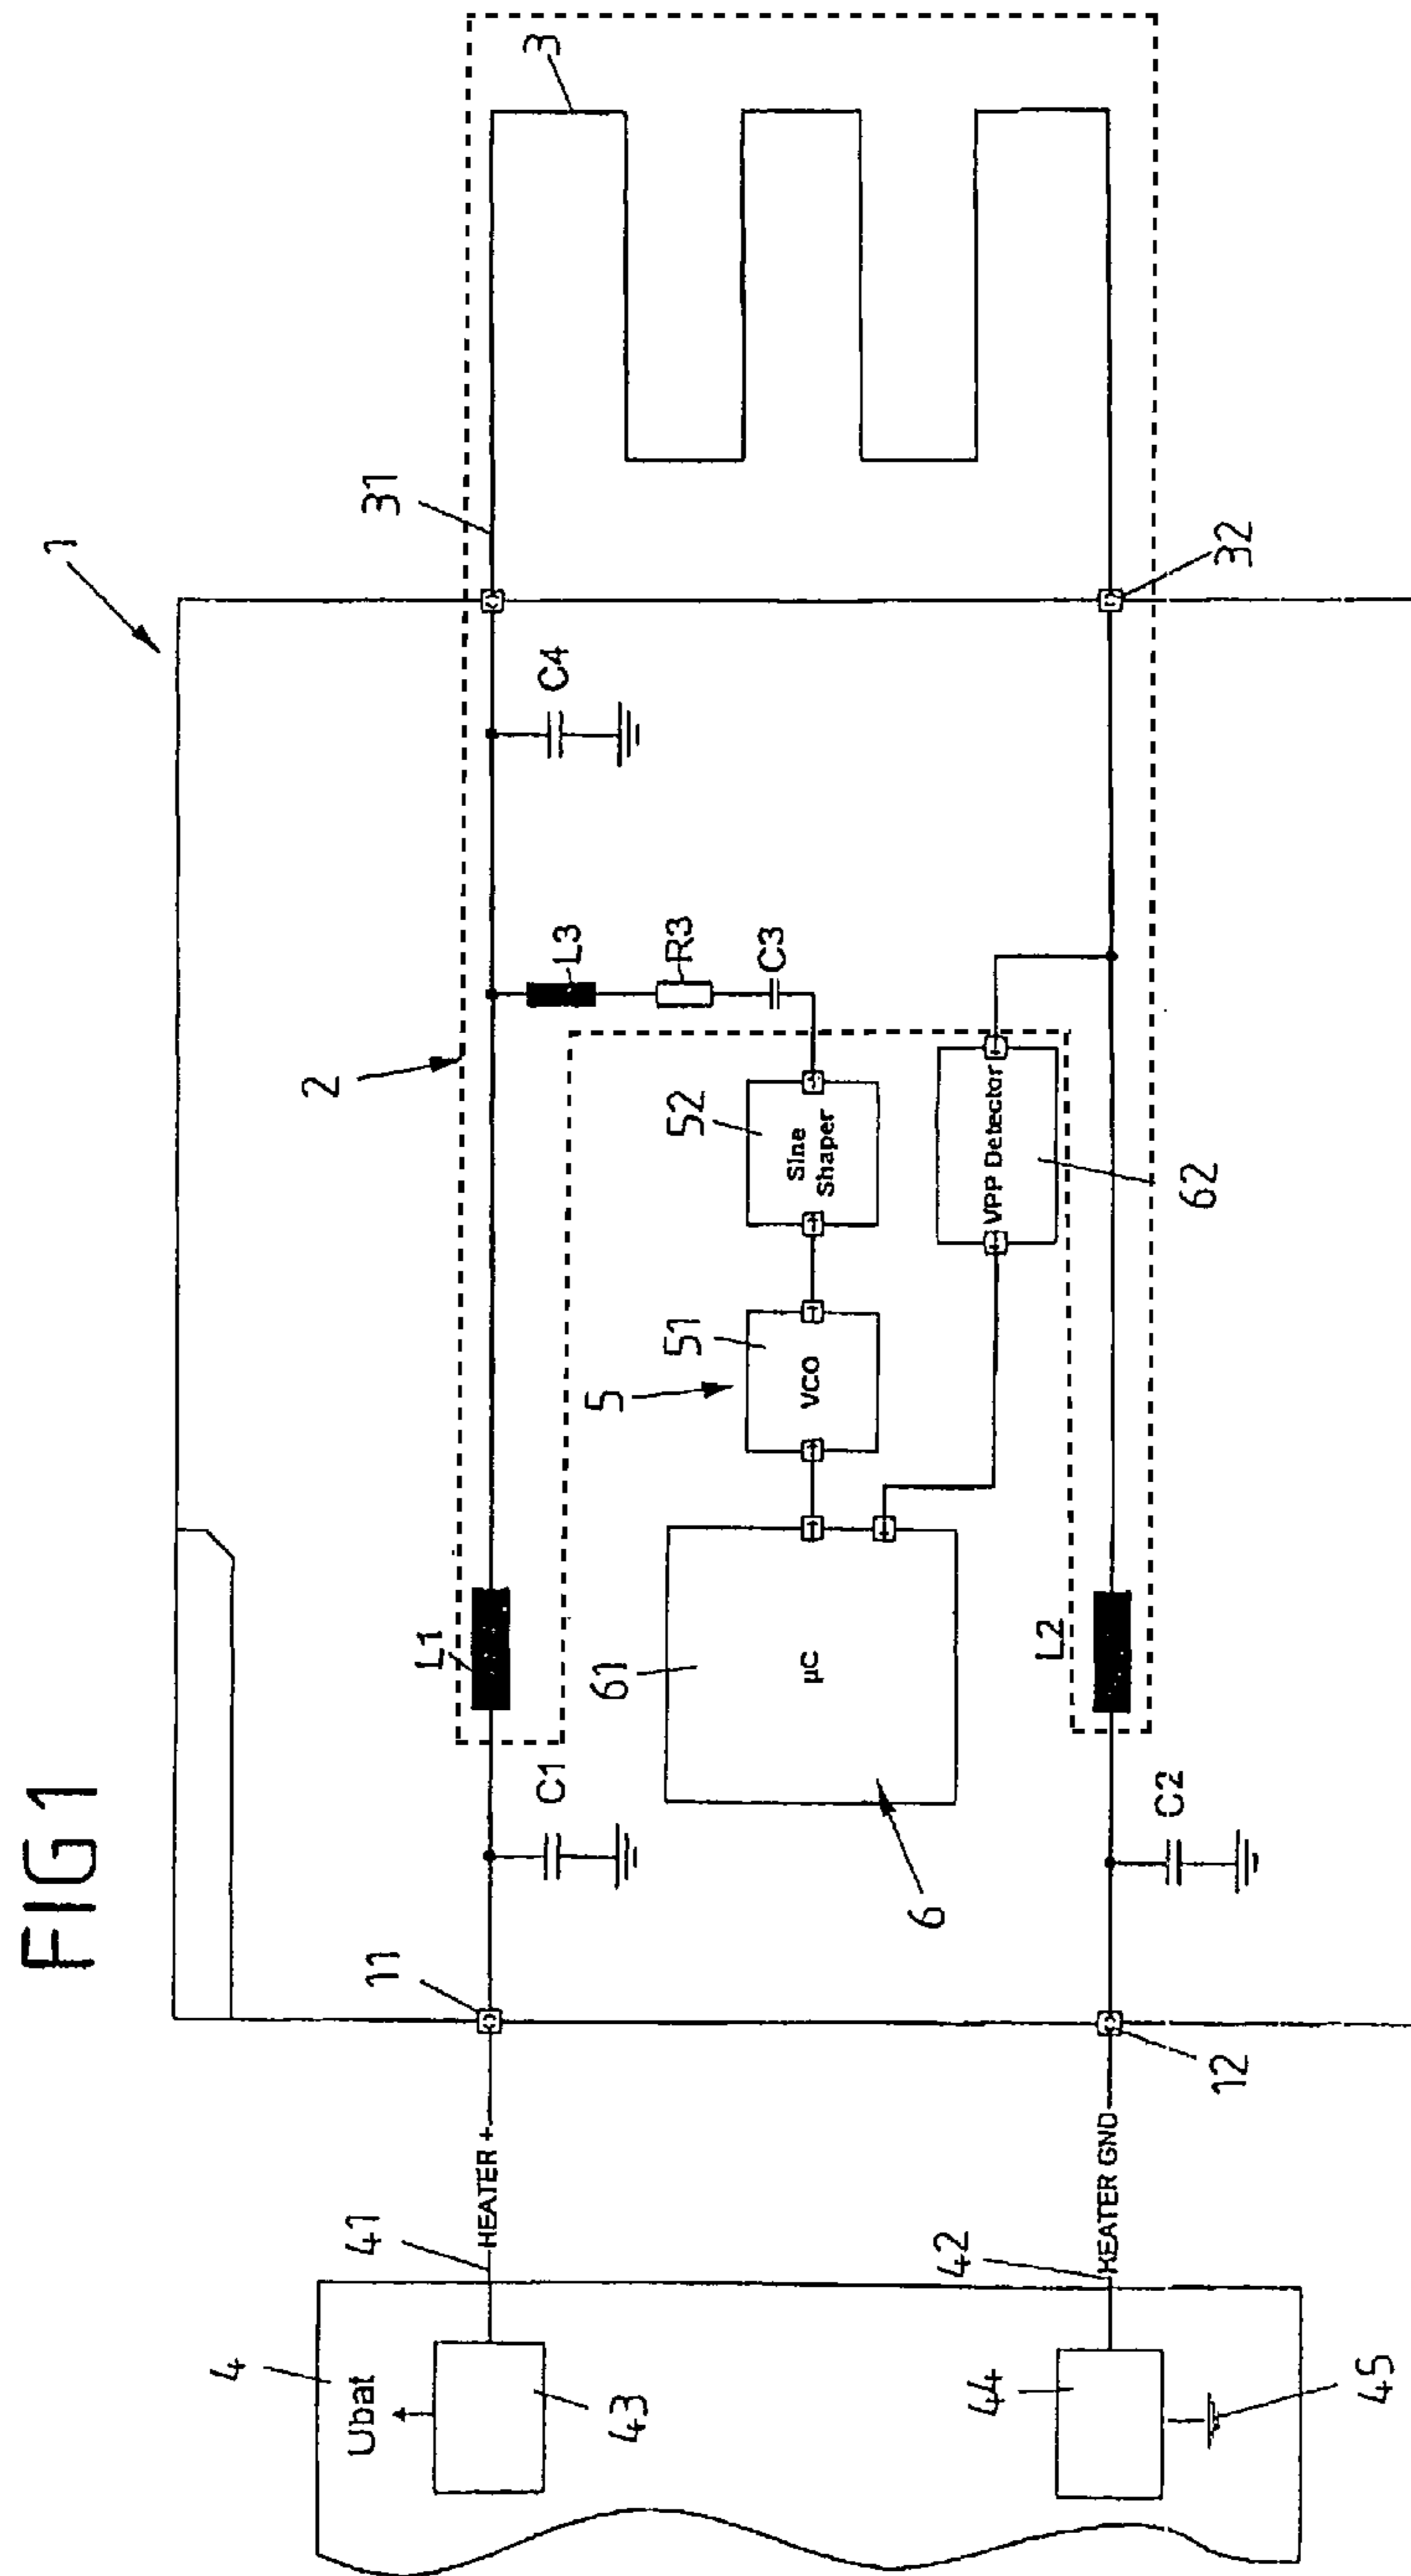 FIG 1
1
2
3
31
32
C4
L3
R3
C3
52
Sine
Shaper
VPP Detector
62
51
5
VCO
L1
61
µC
L2
C1
6
C2
11
12
HEATER +
HEATER GND
41
42
4
Ubat
43
44
45